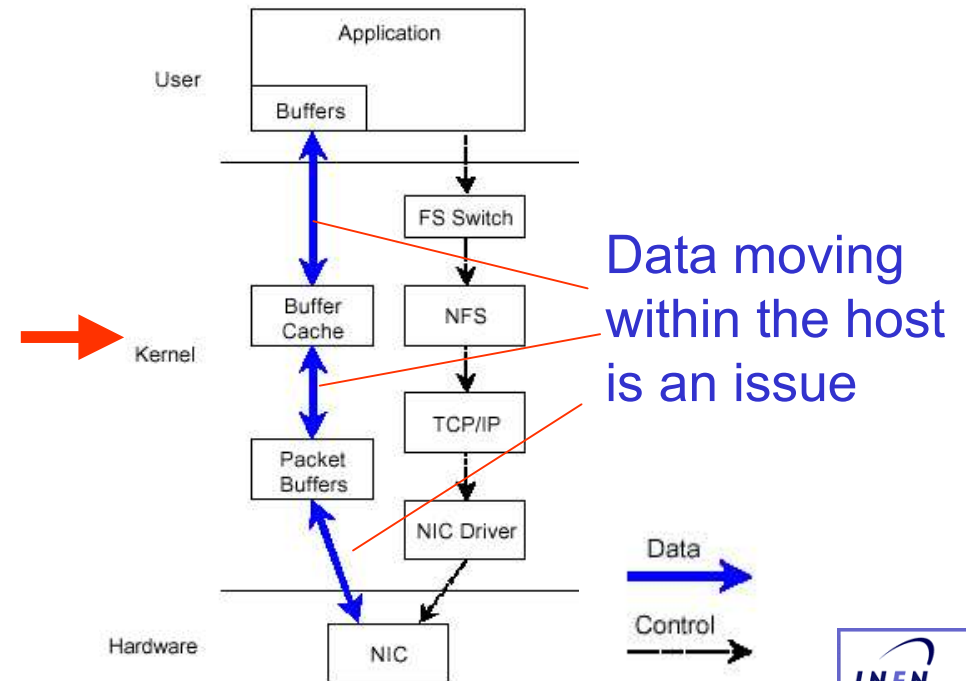 Application
User
Buffers
FS Switch
Data moving
within the host
is an issue
Buffer
Cache
NFS
Kernel
TCP/IP
Packet
Buffers
NIC Driver
Data
Control
Hardware
NIC
INFN